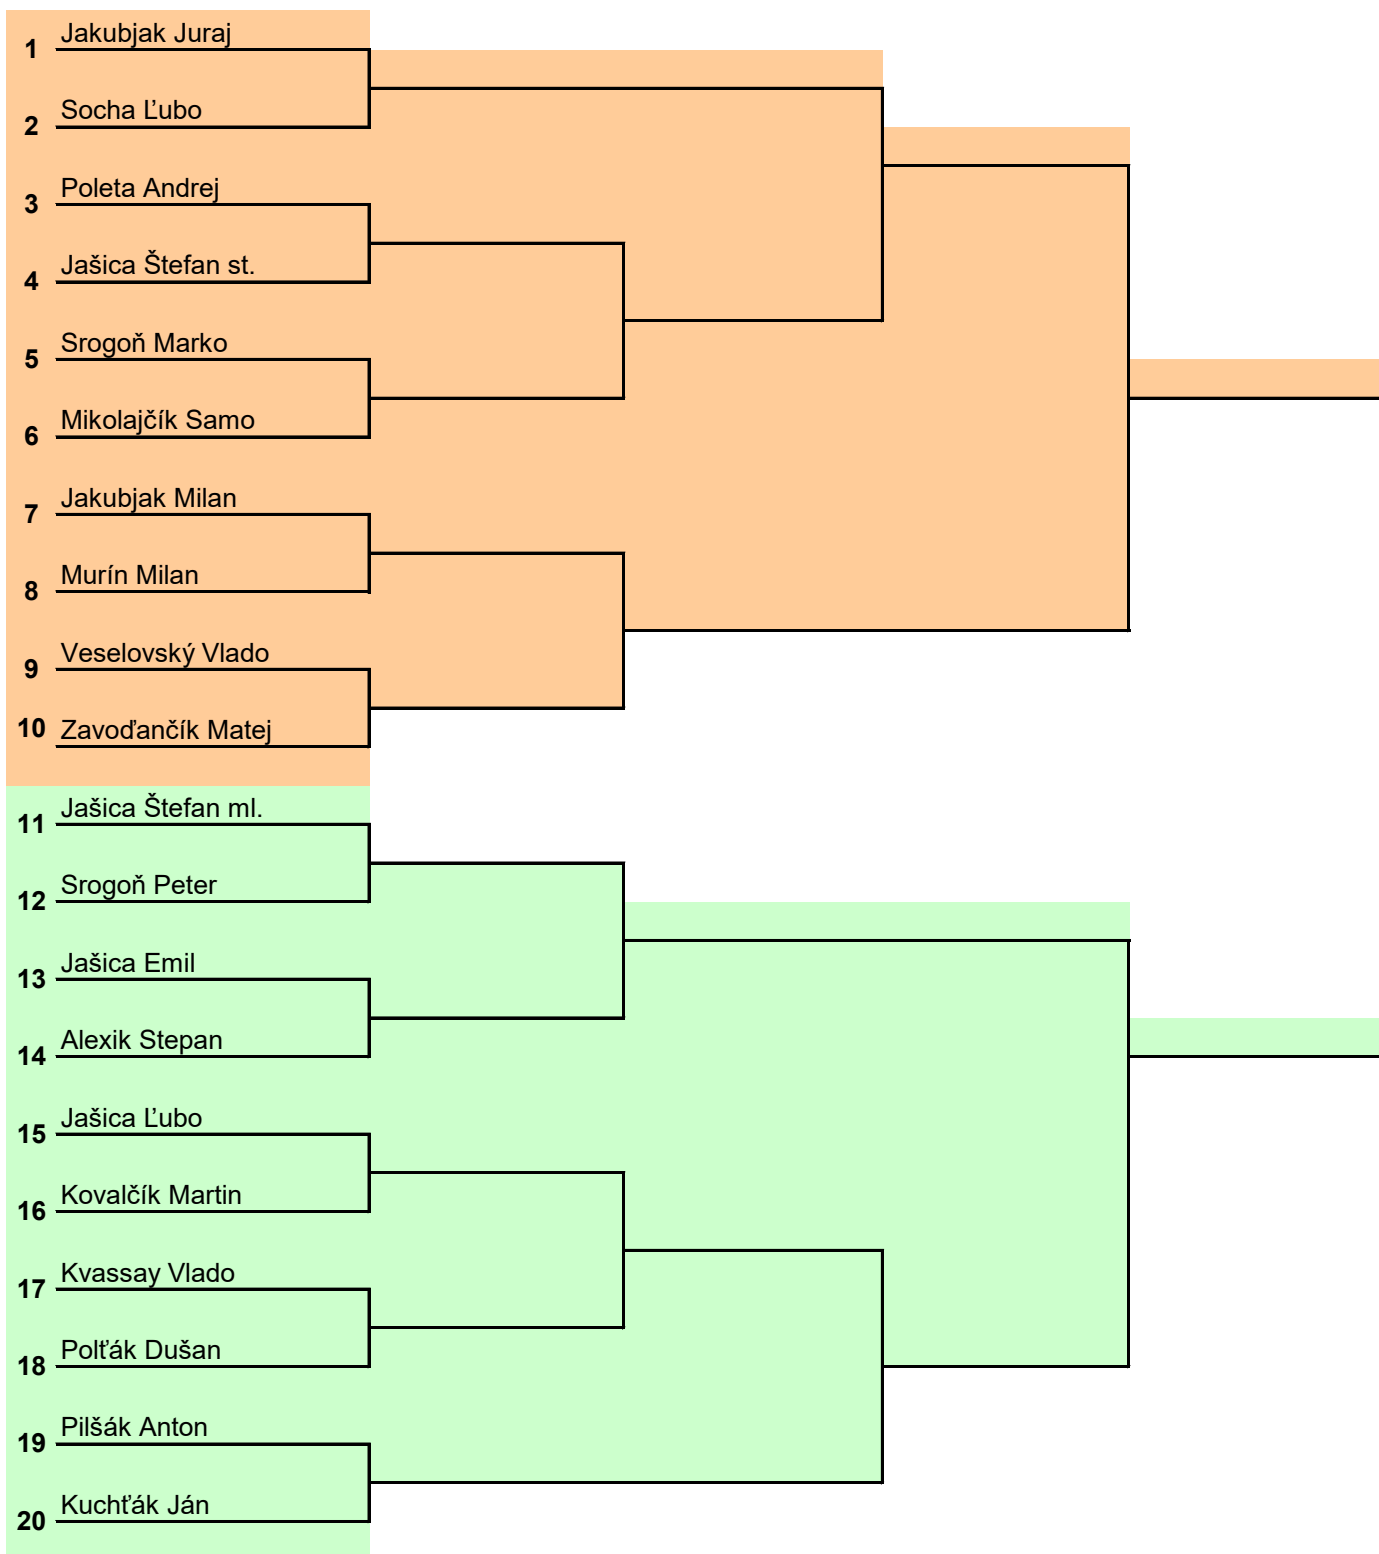 1 Jakubjak Juraj
2 Socha Ľubo
3 Poleta Andrej
4 Jašica Štefan st.
5 Srogoň Marko
6 Mikolajčík Samo
7 Jakubjak Milan
8 Murín Milan
9 Veselovský Vlado
10 Zavoďančík Matej
11 Jašica Štefan ml.
12 Srogoň Peter
13 Jašica Emil
14 Alexik Stepan
15 Jašica Ľubo
16 Kovalčík Martin
17 Kvassay Vlado
18 Polťák Dušan
19 Pilšák Anton
20 Kuchťák Ján